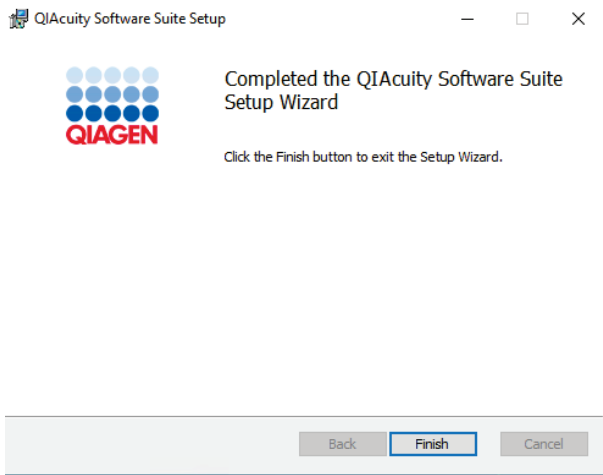 QIAcuity Software Suite Setup
QIAGEN
Completed the QIAcuity Software Suite
Setup Wizard
Click the Finish button to exit the Setup Wizard.
Back
Finish
Cancel